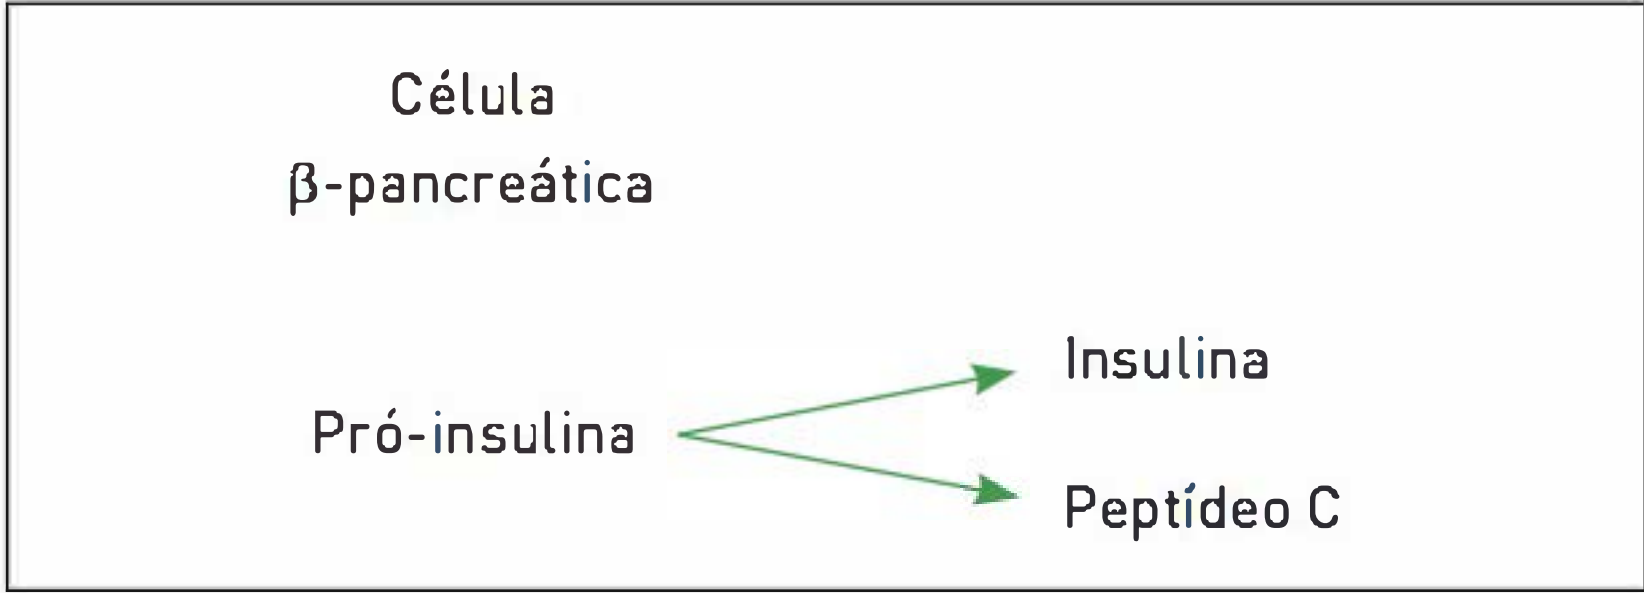 Célula
β-pancreática
Insulina
Pró-insulina
Peptídeo C